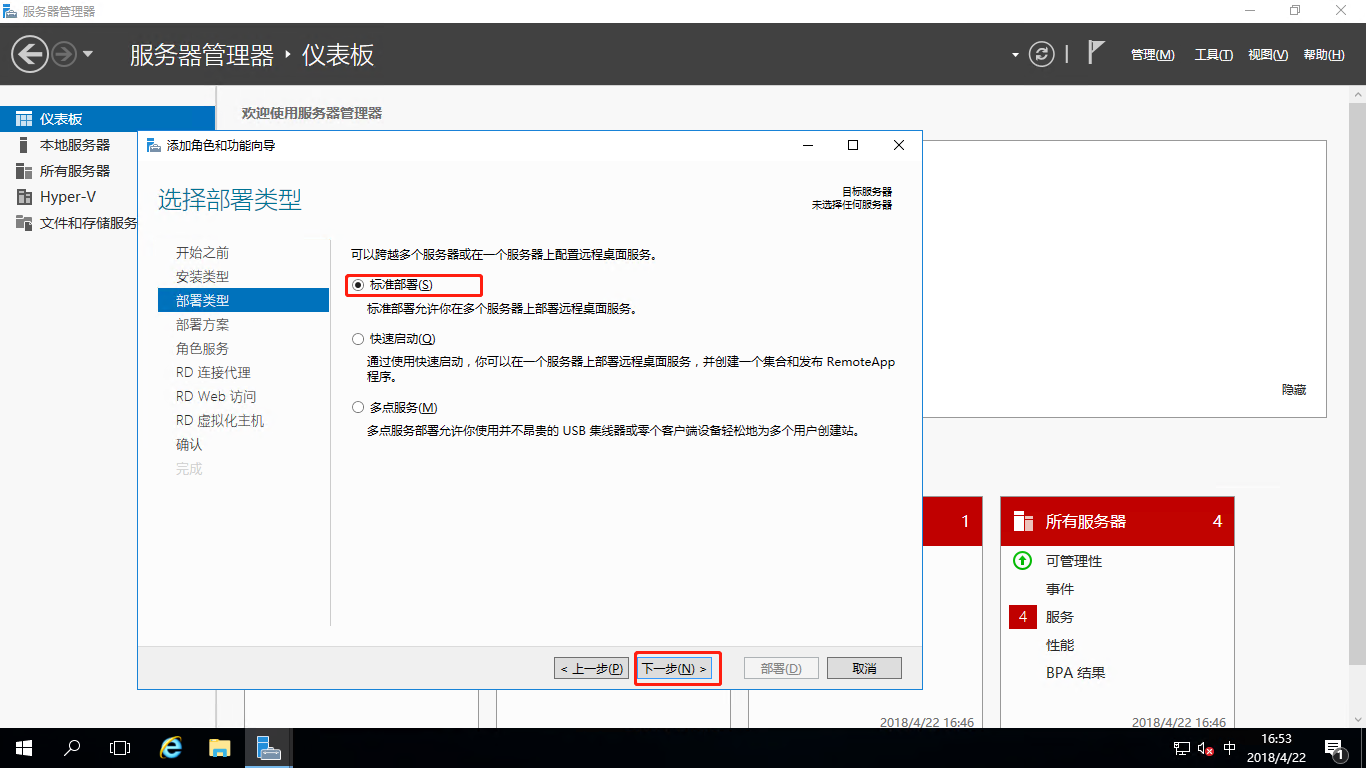 服务器管理器
服务器管理器 · 仪表板
管理(M) 工具(T) 视图(V) 帮助(H)
仪表板
本地服务器
所有服务器
Hyper-V
文件和存储服务
欢迎使用服务器管理器
添加角色和功能向导
选择部署类型
目标服务器
未选择任何服务器
开始之前
安装类型
部署类型
部署方案
角色服务
RD 连接代理
RD Web 访问
RD 虚拟化主机
确认
完成
可以跨越多个服务器或在一个服务器上配置远程桌面服务。
标准部署(S)
标准部署允许你在多个服务器上部署远程桌面服务。
快速启动(Q)
通过使用快速启动，你可以在一个服务器上部署远程桌面服务，并创建一个集合和发布 RemoteApp
程序。
多点服务(M)
多点服务部署允许你使用并不昂贵的 USB 集线器或零个客户端设备轻松地为多个用户创建站。
< 上一步(P) 下一步(N) > 部署(D) 取消
隐藏
1
所有服务器 4
可管理性
事件
4 服务
性能
BPA 结果
2018/4/22 16:46
2018/4/22 16:46
中
16:53
2018/4/22
1